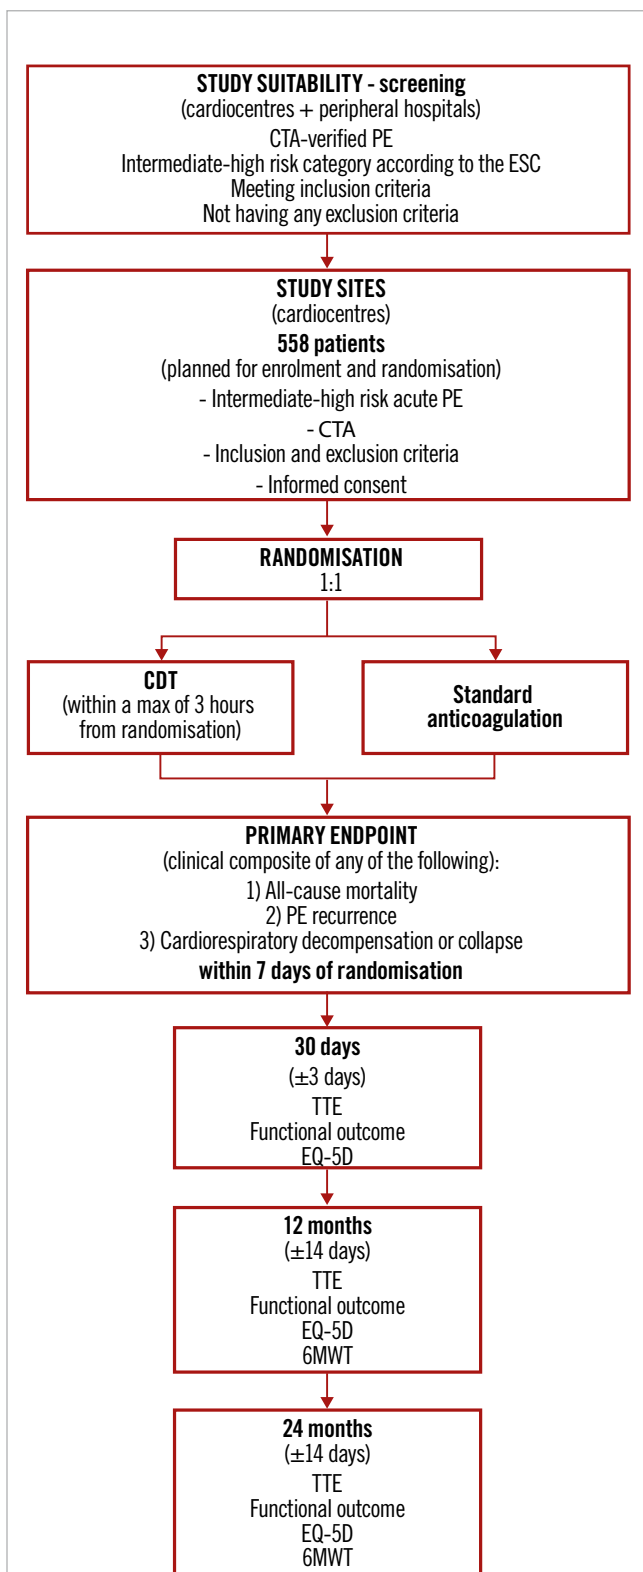 STUDY SUITABILITY - screening
(cardiocentres + peripheral hospitals)
CTA-verified PE
Intermediate-high risk category according to the ESC
Meeting inclusion criteria
Not having any exclusion criteria
STUDY SITES
(cardiocentres)
558 patients
(planned for enrolment and randomisation)
- Intermediate-high risk acute PE
- CTA
- Inclusion and exclusion criteria
- Informed consent
RANDOMISATION
1:1
CDT
(within a max of 3 hours
from randomisation)
Standard
anticoagulation
PRIMARY ENDPOINT
(clinical composite of any of the following):
1) All-cause mortality
2) PE recurrence
3) Cardiorespiratory decompensation or collapse
within 7 days of randomisation
30 days
(±3 days)
TTE
Functional outcome
EQ-5D
12 months
(±14 days)
TTE
Functional outcome
EQ-5D
6MWT
24 months
(±14 days)
TTE
Functional outcome
EQ-5D
6MWT